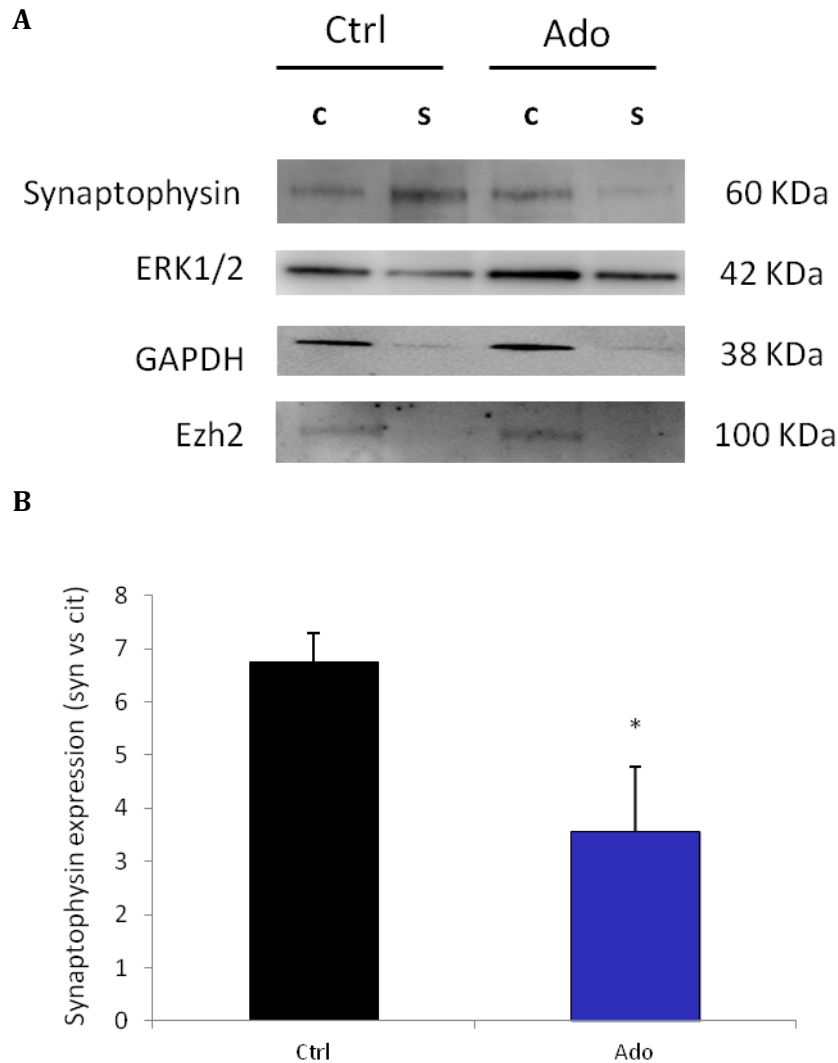 A
Ctrl Ado
c s c s
Synaptophysin 60 KDa
ERK1/2 42 KDa
GAPDH 38 KDa
Ezh2 100 KDa
B
Synaptophysin expression (syn vs cit)
8
7
6
5
4
3
2
1
0
*
Ctrl Ado